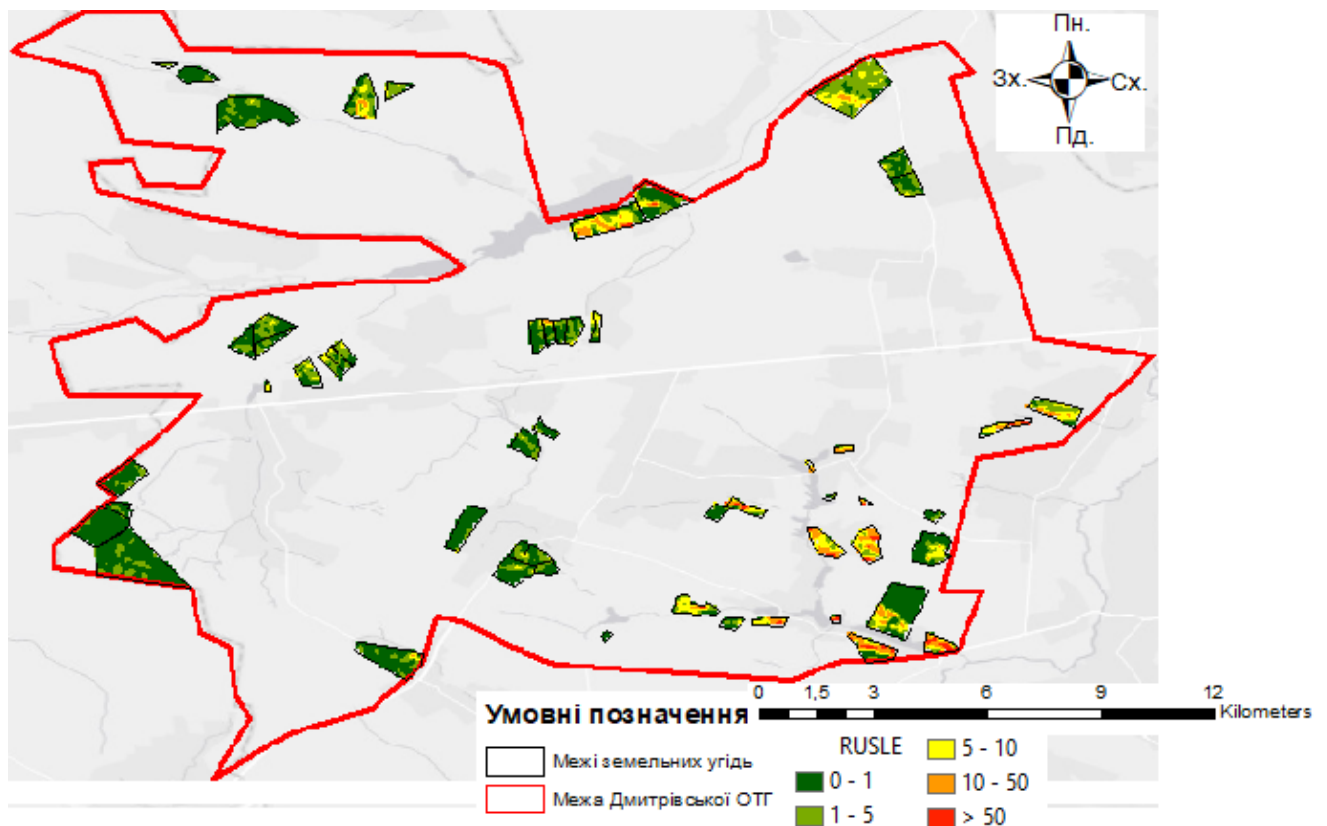 Пн.
Зх.
Сх.
Пд.
0 1,5 3 6 9 12
Kilometers
Умовні позначення
Межі земельних угідь
Межа Дмитрівської ОТГ
RUSLE
0 - 1
1 - 5
5 - 10
10 - 50
> 50